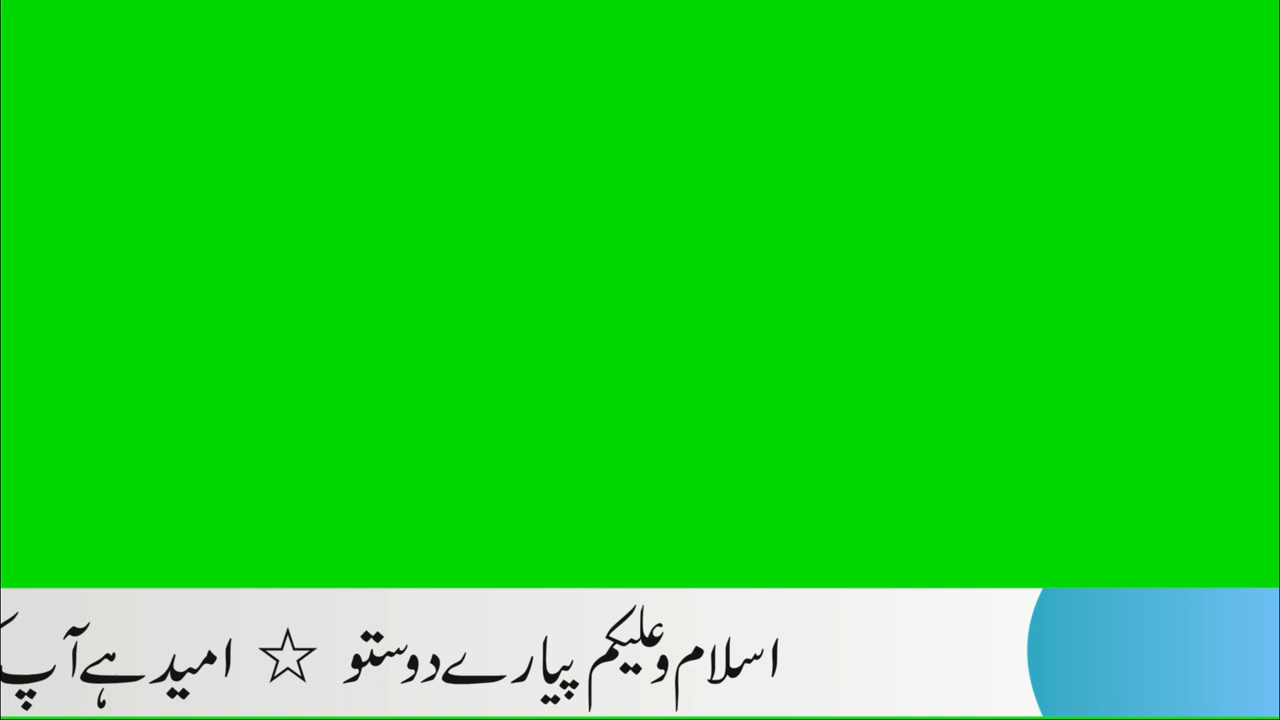 اسلام وعلیکم پیارے دوستو ☆ امید ہے آپ